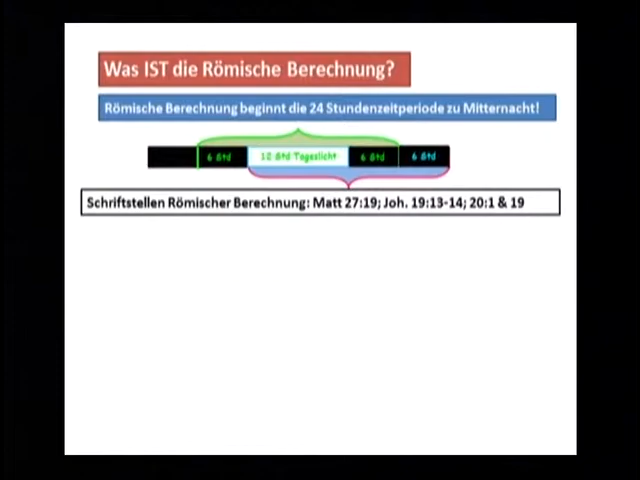 Was IST die Römische Berechnung?
Römische Berechnung beginnt die 24 Stundenzeitperiode zu Mitternacht!
6 Std 12 Std Tageslicht 6 Std 6 Std
Schriftstellen Römischer Berechnung: Matt 27:19; Joh. 19:13-14; 20:1 & 19